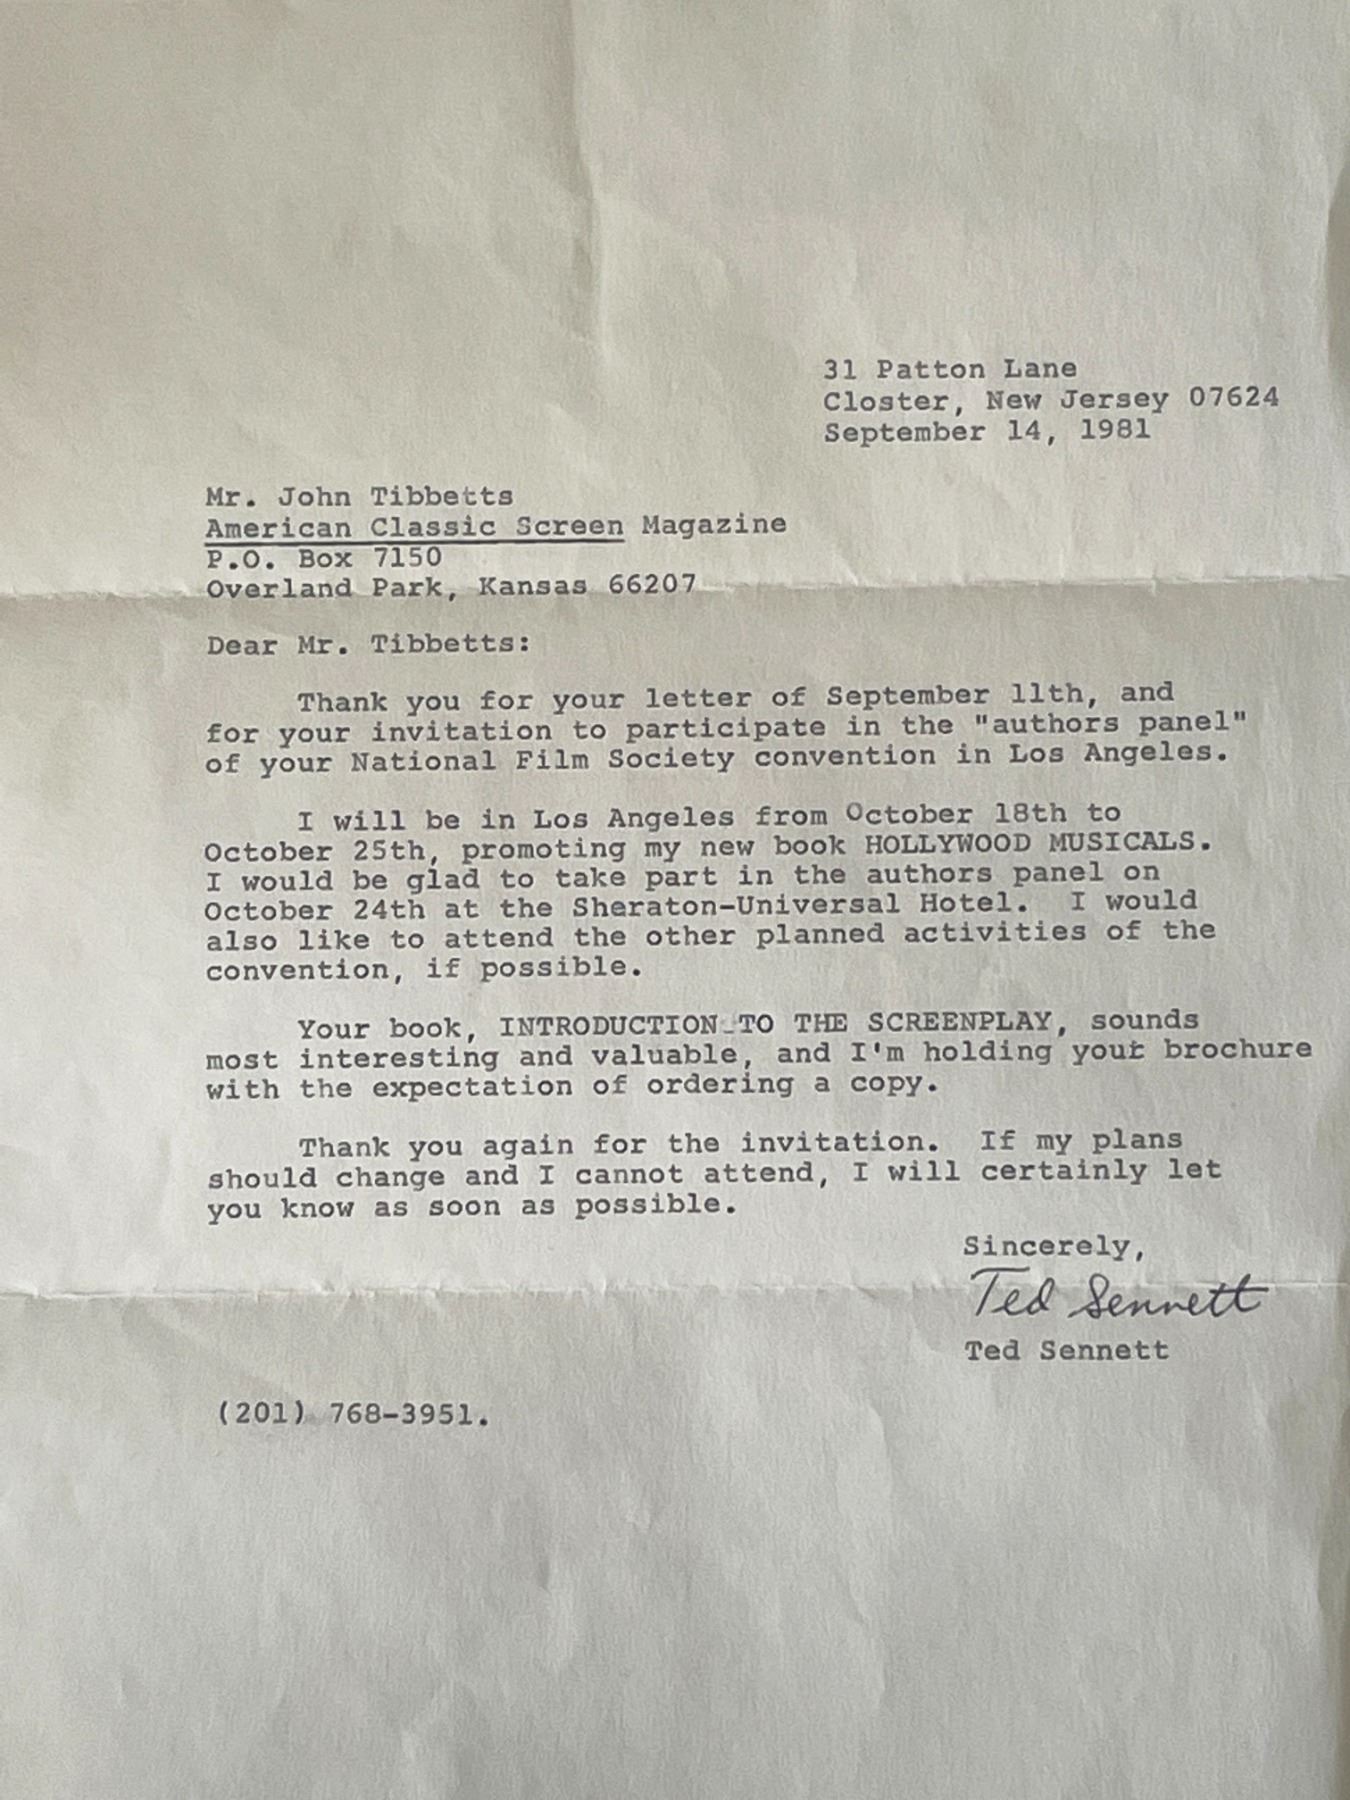 31 Patton Lane
Closter, New Jersey 07624
September 14, 1981
Mr. John Tibbetts
American Classic Screen Magazine
P.O. Box 7150
Overland Park, Kansas 66207
Dear Mr. Tibbetts:
Thank you for your letter of September 11th, and
for your invitation to participate in the "authors panel"
of your National Film Society convention in Los Angeles.
I will be in Los Angeles from October 18th to
October 25th, promoting my new book HOLLYWOOD MUSICALS.
I would be glad to take part in the authors panel on
October 24th at the Sheraton-Universal Hotel. I would
also like to attend the other planned activities of the
convention, if possible.
Your book, INTRODUCTION TO THE SCREENPLAY, sounds
most interesting and valuable, and I'm holding your brochure
with the expectation of ordering a copy.
Thank you again for the invitation. If my plans
should change and I cannot attend, I will certainly let
you know as soon as possible.
Sincerely,
Ted Sennett
Ted Sennett
(201) 768-3951.